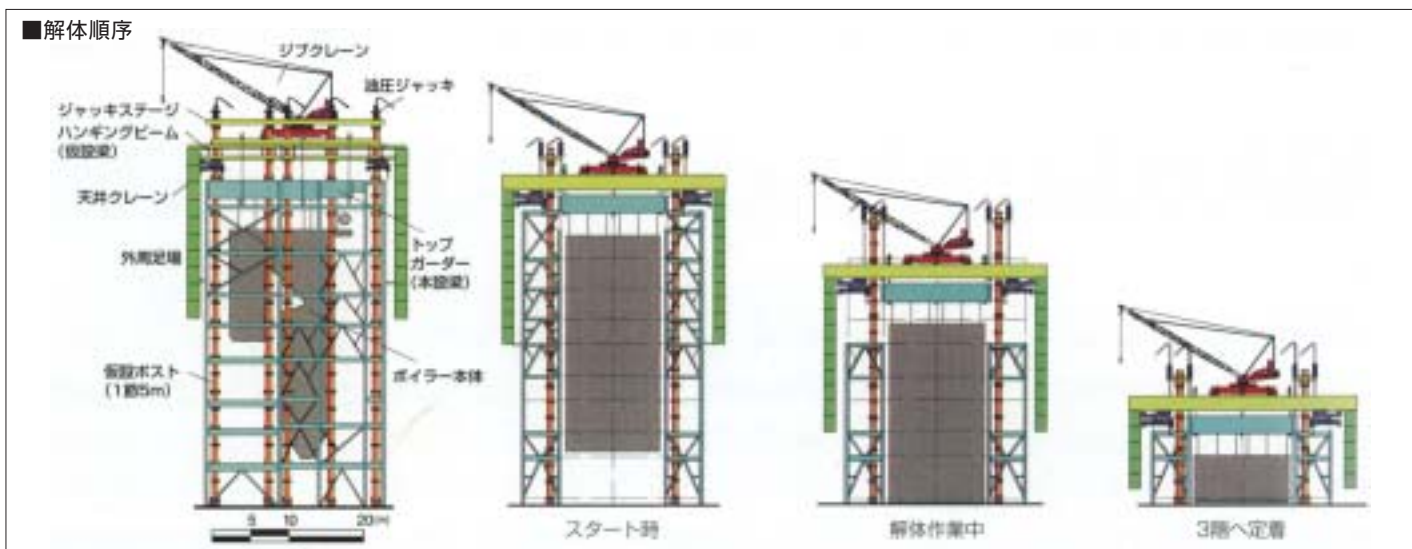 ■解体順序
ジブクレーン
油圧ジャッキ
ジャッキステージ
ハンギングビーム
(仮設梁)
天井クレーン
外周足場
トップ
ガーダー
(本設梁)
仮設ポスト
(1節5m)
ボイラー本体
5 10 20(m)
スタート時
解体作業中
3階へ定着